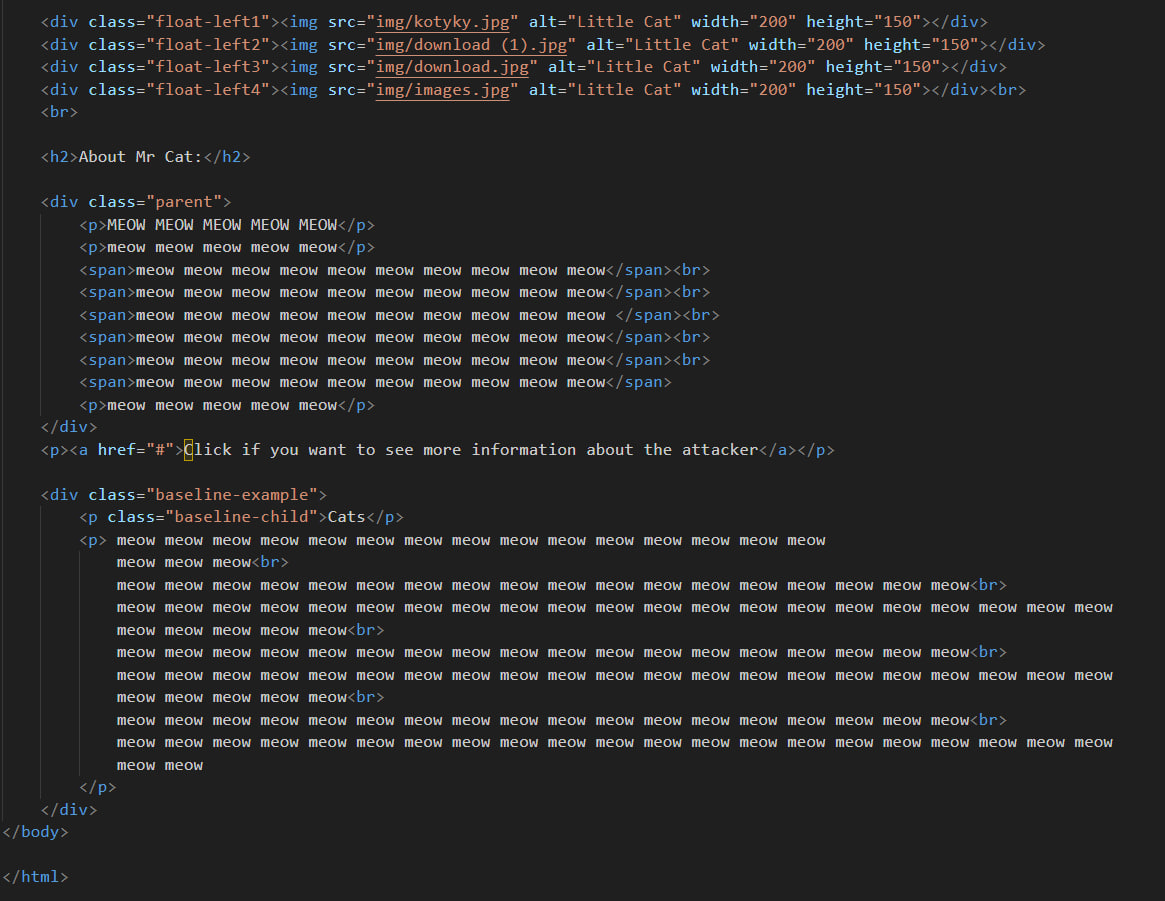 <div class="float-left1"><img src="img/kotyky.jpg" alt="Little Cat" width="200" height="150"></div>
<div class="float-left2"><img src="img/download (1).jpg" alt="Little Cat" width="200" height="150"></div>
<div class="float-left3"><img src="img/download.jpg" alt="Little Cat" width="200" height="150"></div>
<div class="float-left4"><img src="img/images.jpg" alt="Little Cat" width="200" height="150"></div><br>
<br>
<h2>About Mr Cat:</h2>
<div class="parent">
<p>MEOW MEOW MEOW MEOW MEOW</p>
<p>meow meow meow meow meow</p>
<span>meow meow meow meow meow meow meow meow meow meow</span><br>
<span>meow meow meow meow meow meow meow meow meow meow</span><br>
<span>meow meow meow meow meow meow meow meow meow meow </span><br>
<span>meow meow meow meow meow meow meow meow meow meow</span><br>
<span>meow meow meow meow meow meow meow meow meow meow</span><br>
<span>meow meow meow meow meow meow meow meow meow meow</span>
<p>meow meow meow meow meow</p>
</div>
<p><a href="#">Click if you want to see more information about the attacker</a></p>
<div class="baseline-example">
<p class="baseline-child">Cats</p>
<p> meow meow meow meow meow meow meow meow meow meow meow meow meow meow meow
meow meow meow<br>
meow meow meow meow meow meow meow meow meow meow meow meow meow meow meow meow meow meow<br>
meow meow meow meow meow meow meow meow meow meow meow meow meow meow meow meow meow meow meow meow meow
meow meow meow meow meow<br>
meow meow meow meow meow meow meow meow meow meow meow meow meow meow meow meow meow meow<br>
meow meow meow meow meow meow meow meow meow meow meow meow meow meow meow meow meow meow meow meow meow
meow meow meow meow meow<br>
meow meow meow meow meow meow meow meow meow meow meow meow meow meow meow meow meow meow<br>
meow meow meow meow meow meow meow meow meow meow meow meow meow meow meow meow meow meow meow meow meow
meow meow
</p>
</div>
</body>
</html>